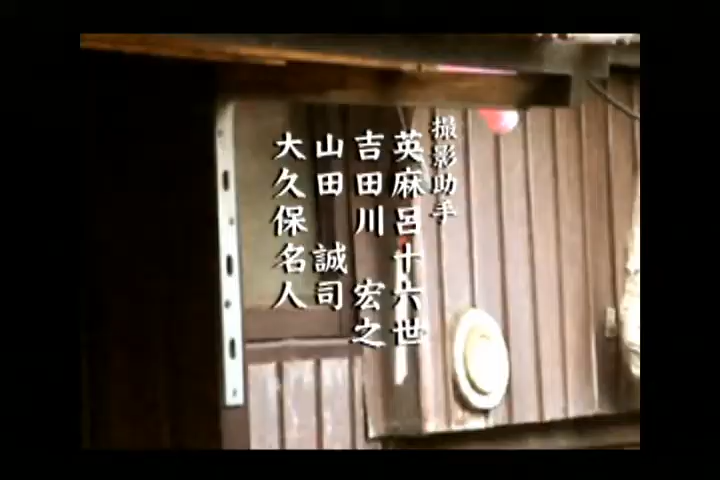 撮影助手
英麻呂十六世
吉田川 宏之
山田 誠司
大久保名人